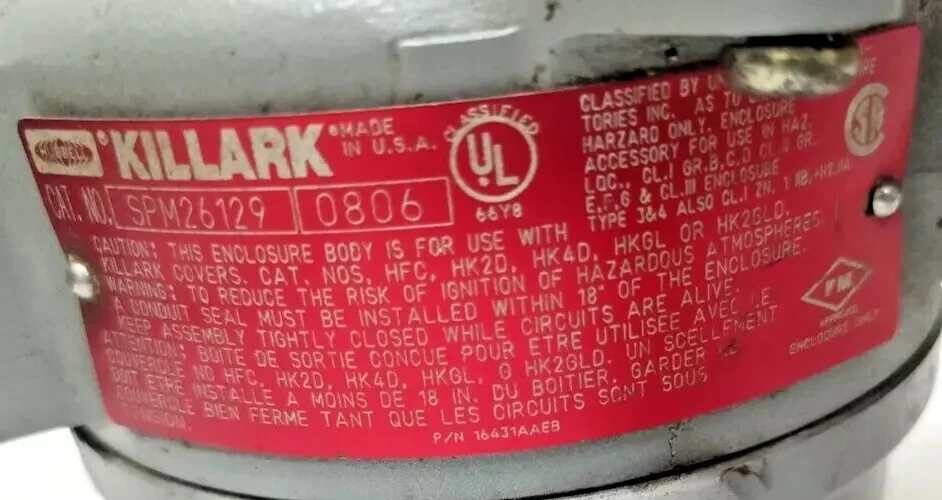 KILLARK
MADE
IN U.S.A.
CLASSIFIED
UL
66Y8
CAT. NO. SPM26129 0806
CLASSIFIED BY
TORIES INC. AS TO
HARZARD ONLY. ENCLOSURE
ACCESSORY FOR USE IN HAZ.
LOC., CL.I GR.B,C,D CL.II GR.
E,F,G & CL.III ENCLOSURE
TYPE 3&4 ALSO CL.I ZN. 1
CAUTION: THIS ENCLOSURE BODY IS FOR USE WITH
KILLARK COVERS. CAT. NOS, HFC, HK2D, HK4D, HKGL OR HK2GLD.
WARNING: TO REDUCE THE RISK OF IGNITION OF HAZARDOUS ATMOSPHERES,
A CONDUIT SEAL MUST BE INSTALLED WITHIN 18" OF THE ENCLOSURE.
KEEP ASSEMBLY TIGHTLY CLOSED WHILE CIRCUITS ARE ALIVE.
ATTENTION: BOITE DE SORTIE CONCUE POUR ETRE UTILISEE AVEC LE
COUVERCLE NO HFC, HK2D, HK4D, HKGL, O HK2GLD. UN SCELLEMENT
DOIT ETRE INSTALLE A MOINS DE 18 IN. DU BOITIER, GARDER
COUVERCLE BIEN FERME TANT QUE LES CIRCUITS SONT SOUS
TENSION.
P/N 16431AAEB
FM
APPROVED
ENCLOSURE ONLY